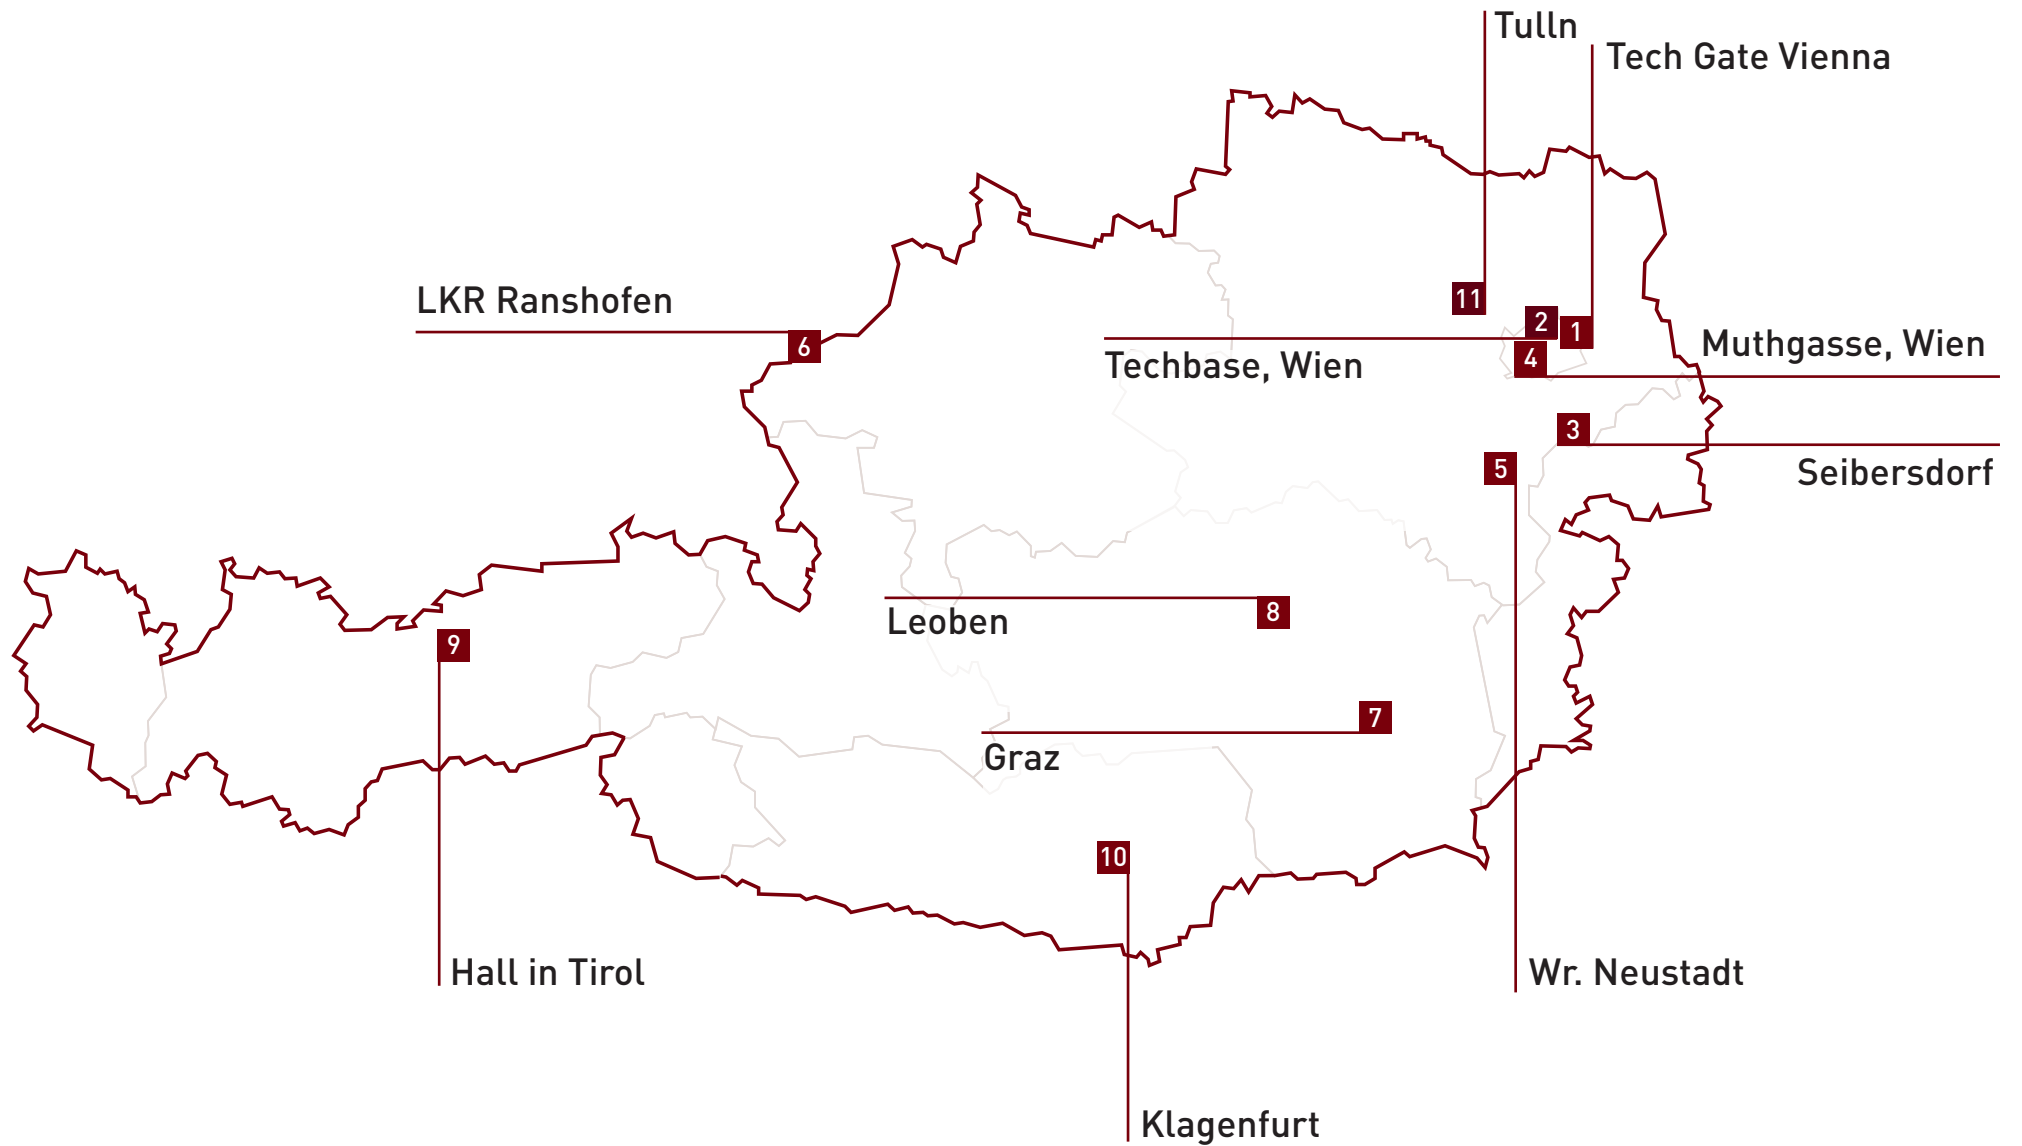 Tulln
Tech Gate Vienna
LKR Ranshofen
11
2
1
6
4
Muthgasse, Wien
Techbase, Wien
3
5
Seibersdorf
8
Leoben
9
7
Graz
10
Hall in Tirol
Wr. Neustadt
Klagenfurt